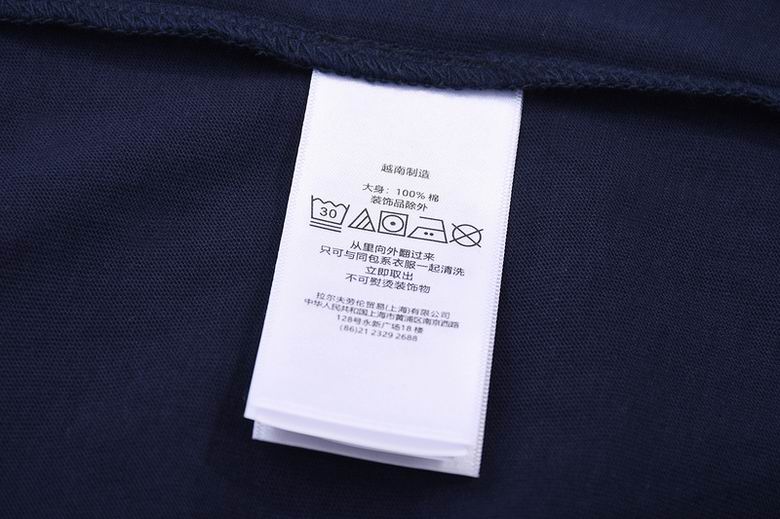 越南制造
大身：100% 棉
装饰品除外
30
从里向外翻过来
只可与同包系衣服一起清洗
立即取出
不可熨烫装饰物
拉尔夫劳伦贸易(上海)有限公司
中华人民共和国上海市黄浦区南京西路
128号永新广场18 楼
(86)21 2329 2688